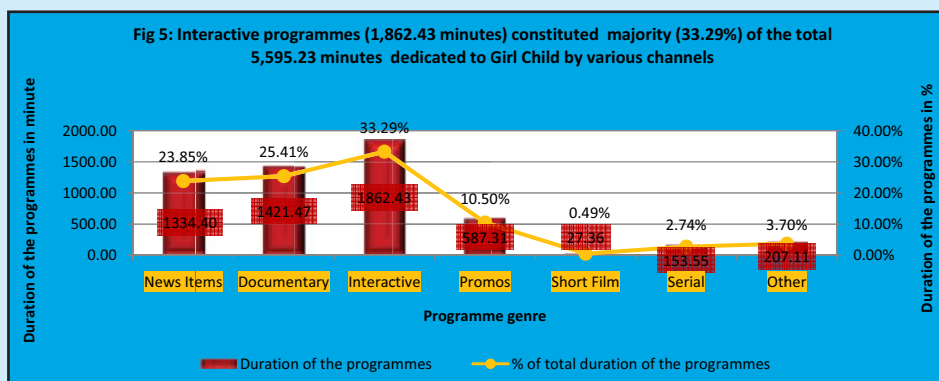 Fig 5: Interactive programmes (1,862.43 minutes) constituted majority (33.29%) of the total
5,595.23 minutes dedicated to Girl Child by various channels
Duration of the programmes in minute
2000.00
1500.00
1000.00
500.00
0.00
23.85%
25.41%
33.29%
10.50%
0.49%
2.74%
3.70%
1334.40
1421.47
1862.43
587.31
27.36
153.55
207.11
40.00%
30.00%
20.00%
10.00%
0.00%
Duration of the programmes in %
News Items
Documentary
Interactive
Promos
Short Film
Serial
Other
Programme genre
Duration of the programmes
% of total duration of the programmes